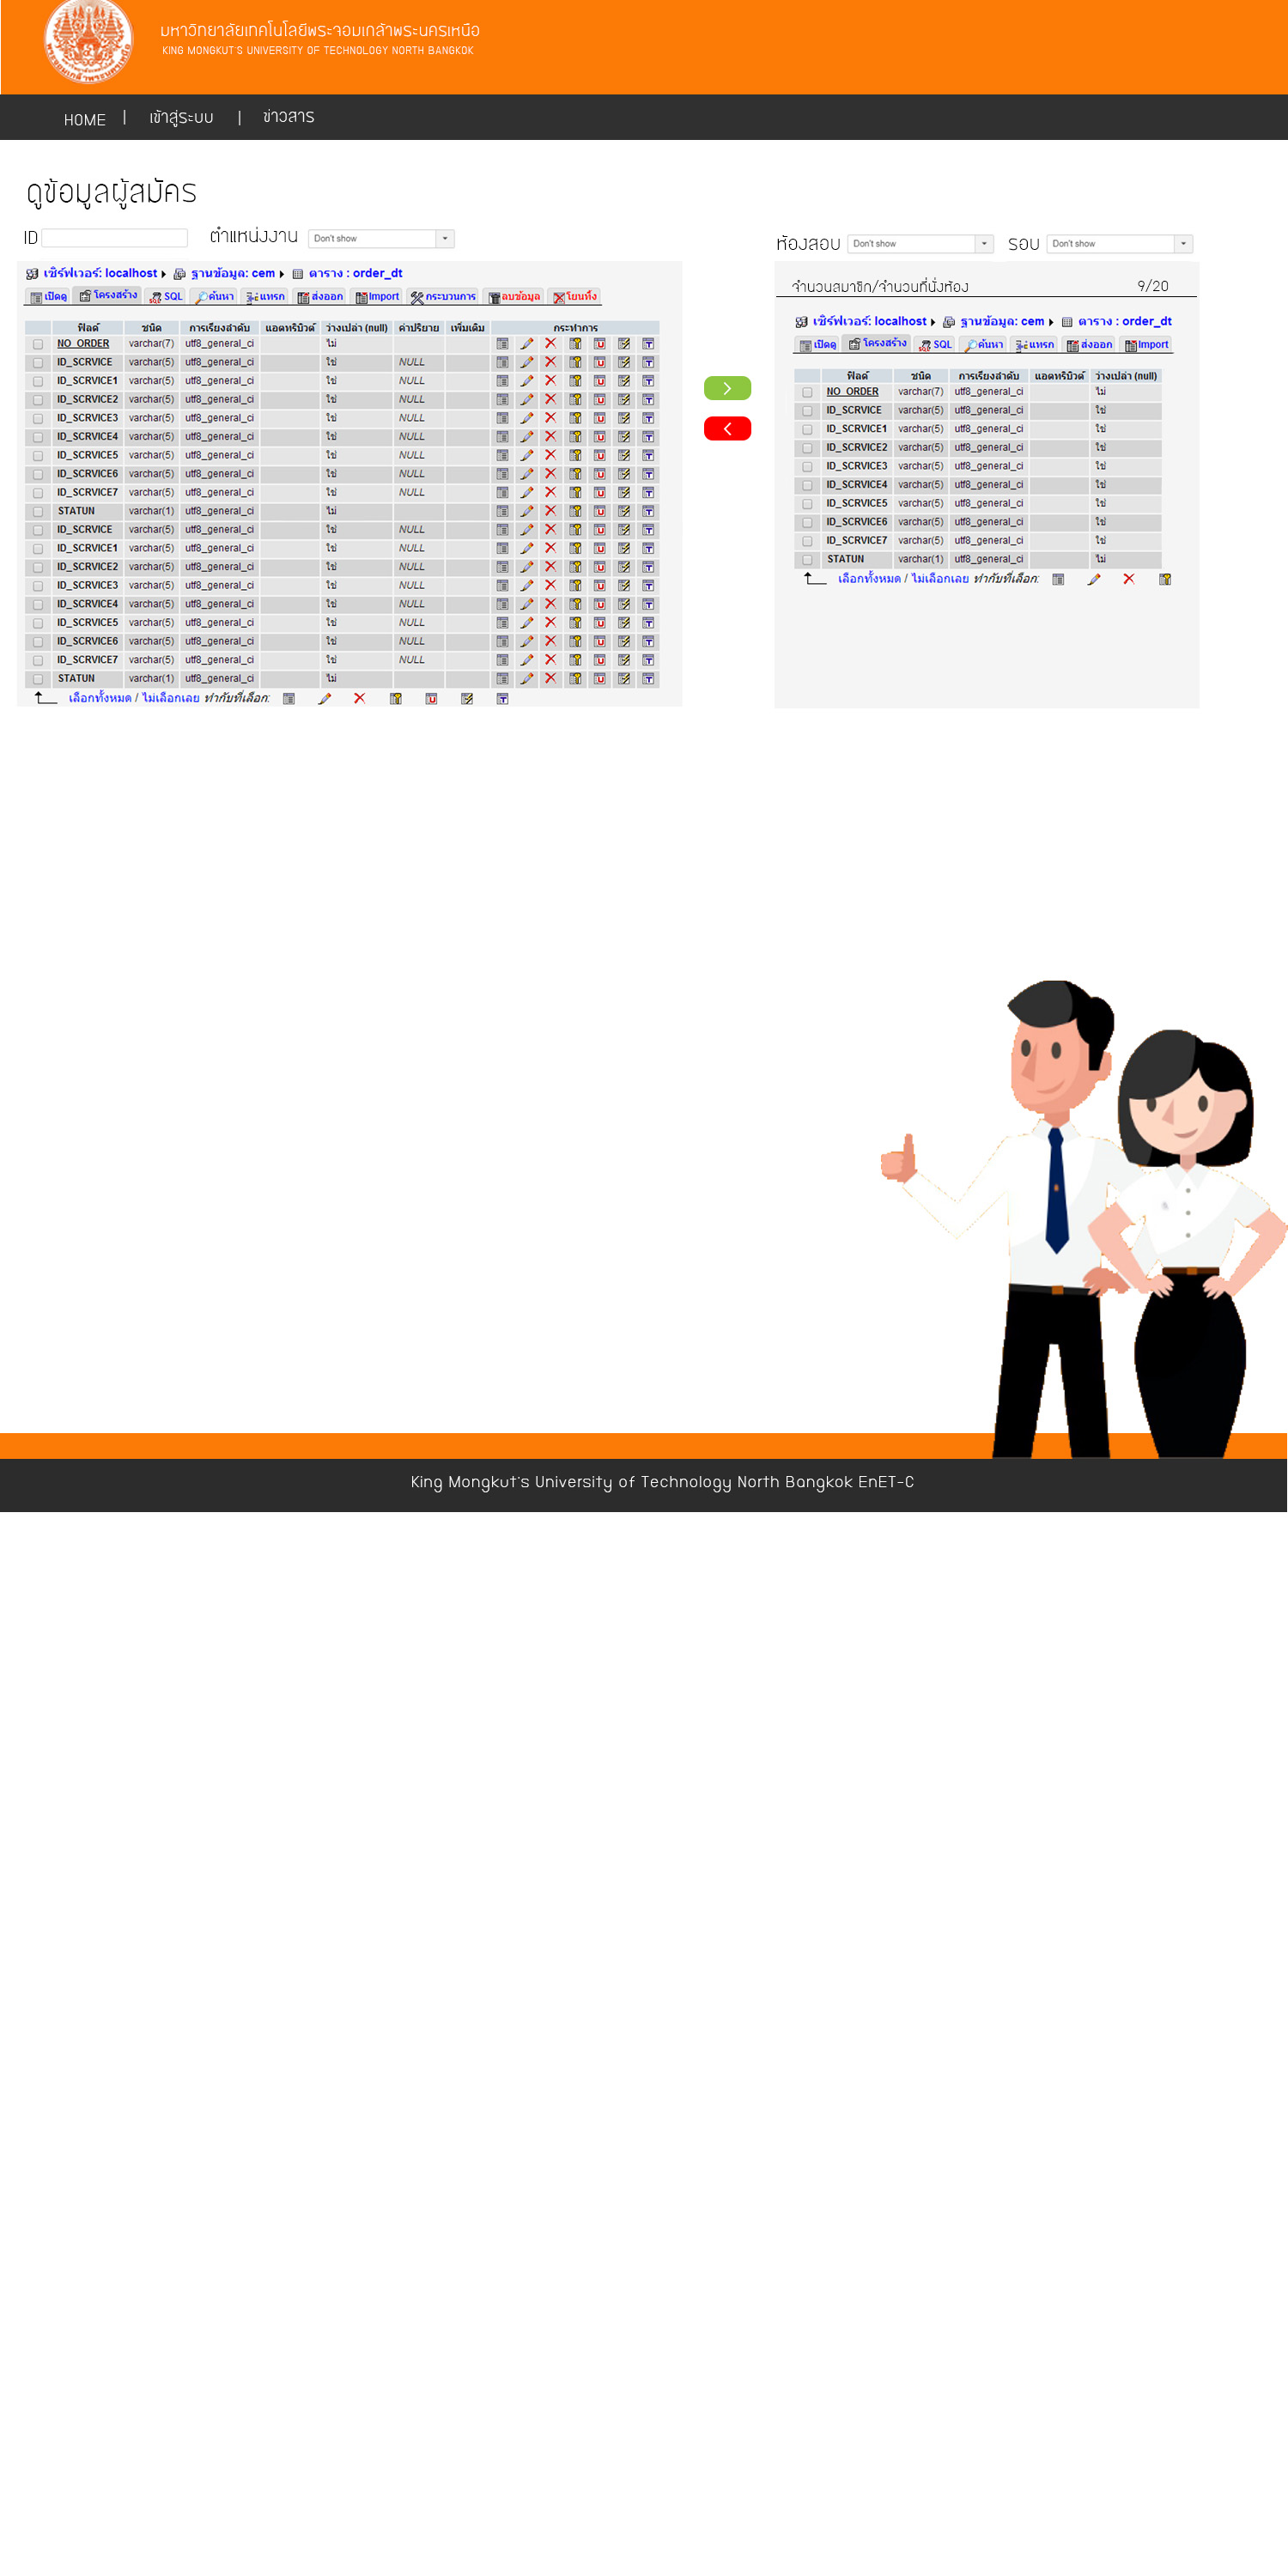 มหาวิทยาลัยเทคโนโลยีพระจอมเกล้าพระนครเหนือ
KING MONGKUT'S UNIVERSITY OF TECHNOLOGY NORTH BANGKOK
HOME | เข้าสู่ระบบ | ข่าวสาร
ดูข้อมูลผู้สมัคร
ID ตำแหน่งงาน Don't show
เซิร์ฟเวอร์: localhost ฐานข้อมูล: cem ตาราง : order_dt
เปิดดู โครงสร้าง SQL ค้นหา แทรก ส่งออก Import กระบวนการ ลบข้อมูล โยนทิ้ง
ฟิลด์ ชนิด การเรียงลำดับ แอตทริบิวต์ ว่างเปล่า (null) ค่าปริยาย เพิ่มเติม กระทำการ
NO_ORDER varchar(7) utf8_general_ci ไม่
ID_SCRVICE varchar(5) utf8_general_ci ใช่ NULL
ID_SCRVICE1 varchar(5) utf8_general_ci ใช่ NULL
ID_SCRVICE2 varchar(5) utf8_general_ci ใช่ NULL
ID_SCRVICE3 varchar(5) utf8_general_ci ใช่ NULL
ID_SCRVICE4 varchar(5) utf8_general_ci ใช่ NULL
ID_SCRVICE5 varchar(5) utf8_general_ci ใช่ NULL
ID_SCRVICE6 varchar(5) utf8_general_ci ใช่ NULL
ID_SCRVICE7 varchar(5) utf8_general_ci ใช่ NULL
STATUN varchar(1) utf8_general_ci ไม่
ID_SCRVICE varchar(5) utf8_general_ci ใช่ NULL
ID_SCRVICE1 varchar(5) utf8_general_ci ใช่ NULL
ID_SCRVICE2 varchar(5) utf8_general_ci ใช่ NULL
ID_SCRVICE3 varchar(5) utf8_general_ci ใช่ NULL
ID_SCRVICE4 varchar(5) utf8_general_ci ใช่ NULL
ID_SCRVICE5 varchar(5) utf8_general_ci ใช่ NULL
ID_SCRVICE6 varchar(5) utf8_general_ci ใช่ NULL
ID_SCRVICE7 varchar(5) utf8_general_ci ใช่ NULL
STATUN varchar(1) utf8_general_ci ไม่
เลือกทั้งหมด / ไม่เลือกเลย ทำกับที่เลือก:
ห้องสอบ Don't show รอบ Don't show
จำนวนสมาชิก/จำนวนที่นั่งห้อง 9/20
เซิร์ฟเวอร์: localhost ฐานข้อมูล: cem ตาราง : order_dt
เปิดดู โครงสร้าง SQL ค้นหา แทรก ส่งออก Import
ฟิลด์ ชนิด การเรียงลำดับ แอตทริบิวต์ ว่างเปล่า (null)
NO_ORDER varchar(7) utf8_general_ci ไม่
ID_SCRVICE varchar(5) utf8_general_ci ใช่
ID_SCRVICE1 varchar(5) utf8_general_ci ใช่
ID_SCRVICE2 varchar(5) utf8_general_ci ใช่
ID_SCRVICE3 varchar(5) utf8_general_ci ใช่
ID_SCRVICE4 varchar(5) utf8_general_ci ใช่
ID_SCRVICE5 varchar(5) utf8_general_ci ใช่
ID_SCRVICE6 varchar(5) utf8_general_ci ใช่
ID_SCRVICE7 varchar(5) utf8_general_ci ใช่
STATUN varchar(1) utf8_general_ci ไม่
เลือกทั้งหมด / ไม่เลือกเลย ทำกับที่เลือก:
King Mongkut's University of Technology North Bangkok EnET-C